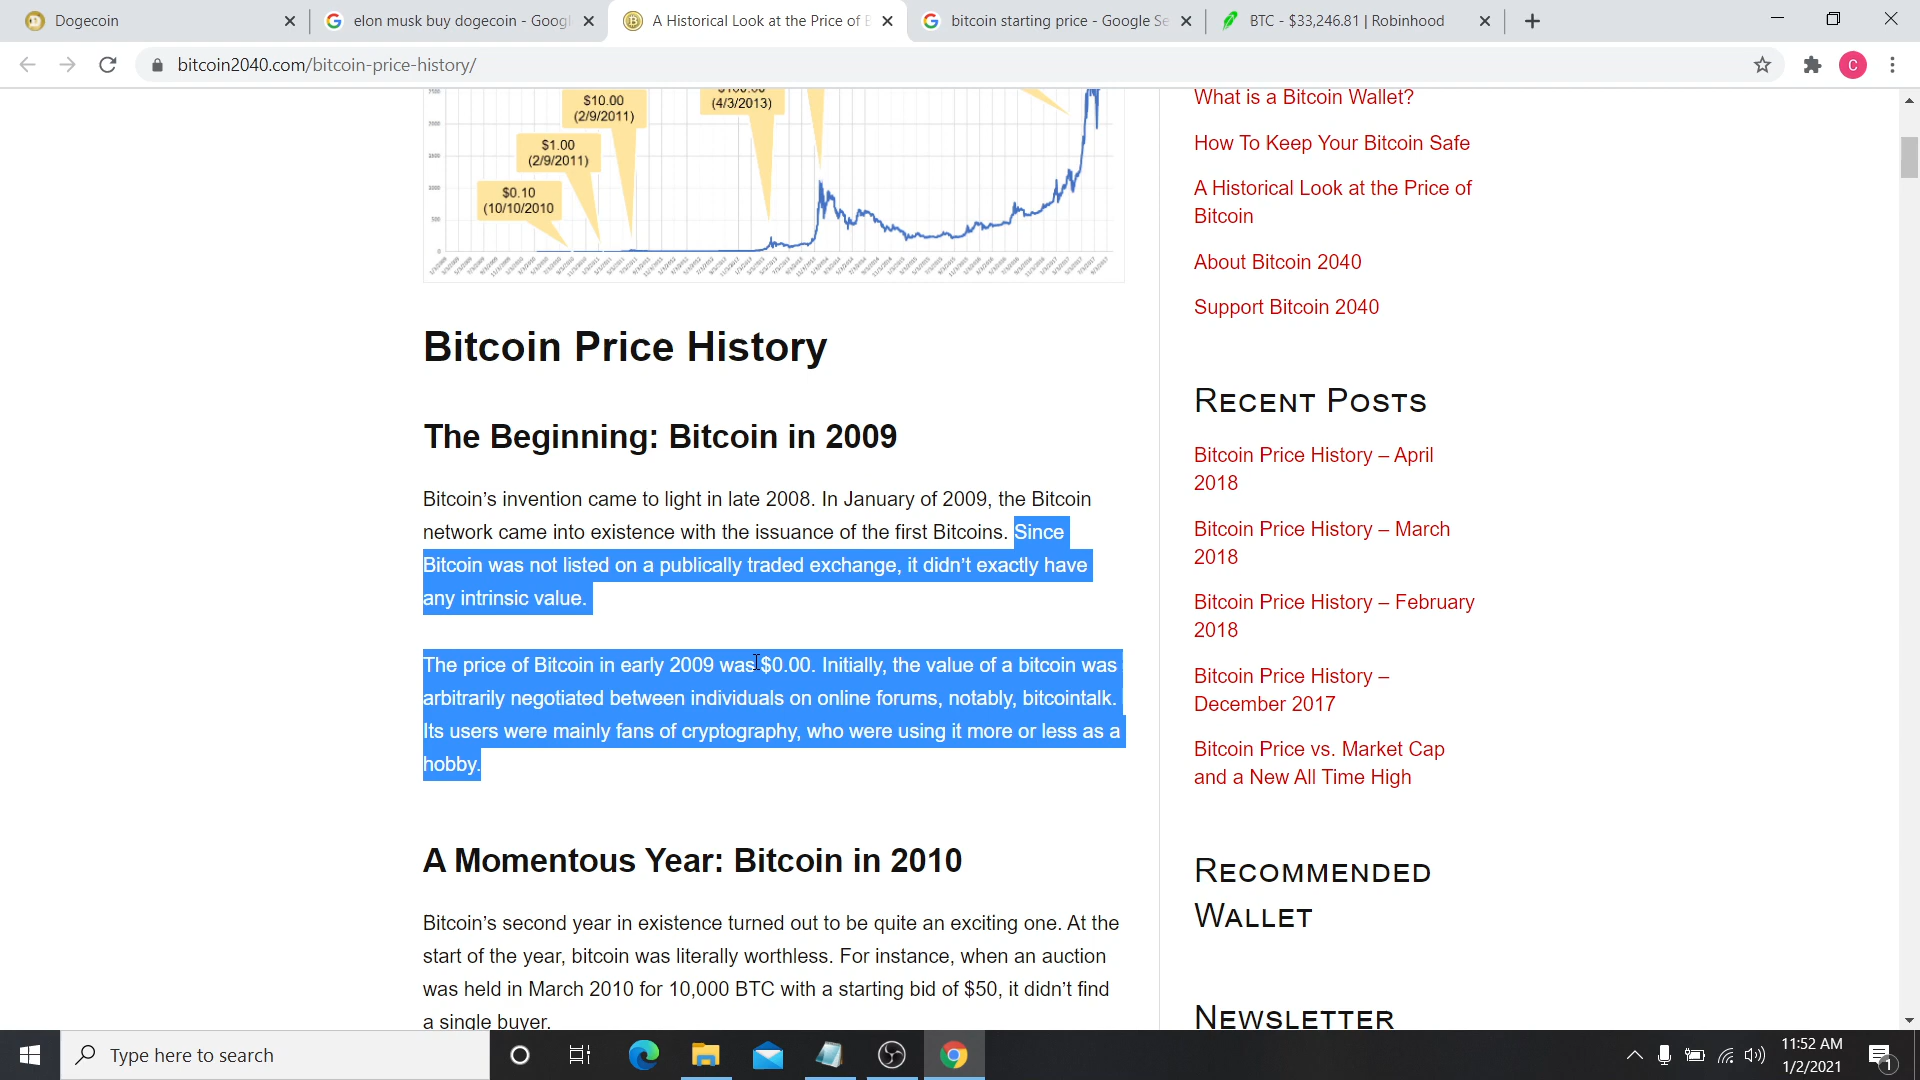 Dogecoin
elon musk buy dogecoin - Googl
A Historical Look at the Price of B
bitcoin starting price - Google Se
BTC - $33,246.81 | Robinhood
bitcoin2040.com/bitcoin-price-history/
C
2500
2000
1500
1000
500
0
$10.00
(2/9/2011)
(4/3/2013)
$1.00
(2/9/2011)
$0.10
(10/10/2010
Bitcoin Price History
The Beginning: Bitcoin in 2009
Bitcoin's invention came to light in late 2008. In January of 2009, the Bitcoin
network came into existence with the issuance of the first Bitcoins. Since
Bitcoin was not listed on a publically traded exchange, it didn't exactly have
any intrinsic value.
The price of Bitcoin in early 2009 was $0.00. Initially, the value of a bitcoin was
arbitrarily negotiated between individuals on online forums, notably, bitcointalk.
Its users were mainly fans of cryptography, who were using it more or less as a
hobby.
A Momentous Year: Bitcoin in 2010
Bitcoin's second year in existence turned out to be quite an exciting one. At the
start of the year, bitcoin was literally worthless. For instance, when an auction
was held in March 2010 for 10,000 BTC with a starting bid of $50, it didn't find
a single buyer.
What is a Bitcoin Wallet?
How To Keep Your Bitcoin Safe
A Historical Look at the Price of
Bitcoin
About Bitcoin 2040
Support Bitcoin 2040
Recent Posts
Bitcoin Price History – April
2018
Bitcoin Price History – March
2018
Bitcoin Price History – February
2018
Bitcoin Price History –
December 2017
Bitcoin Price vs. Market Cap
and a New All Time High
Recommended
Wallet
Newsletter
Type here to search
11:52 AM
1/2/2021
1